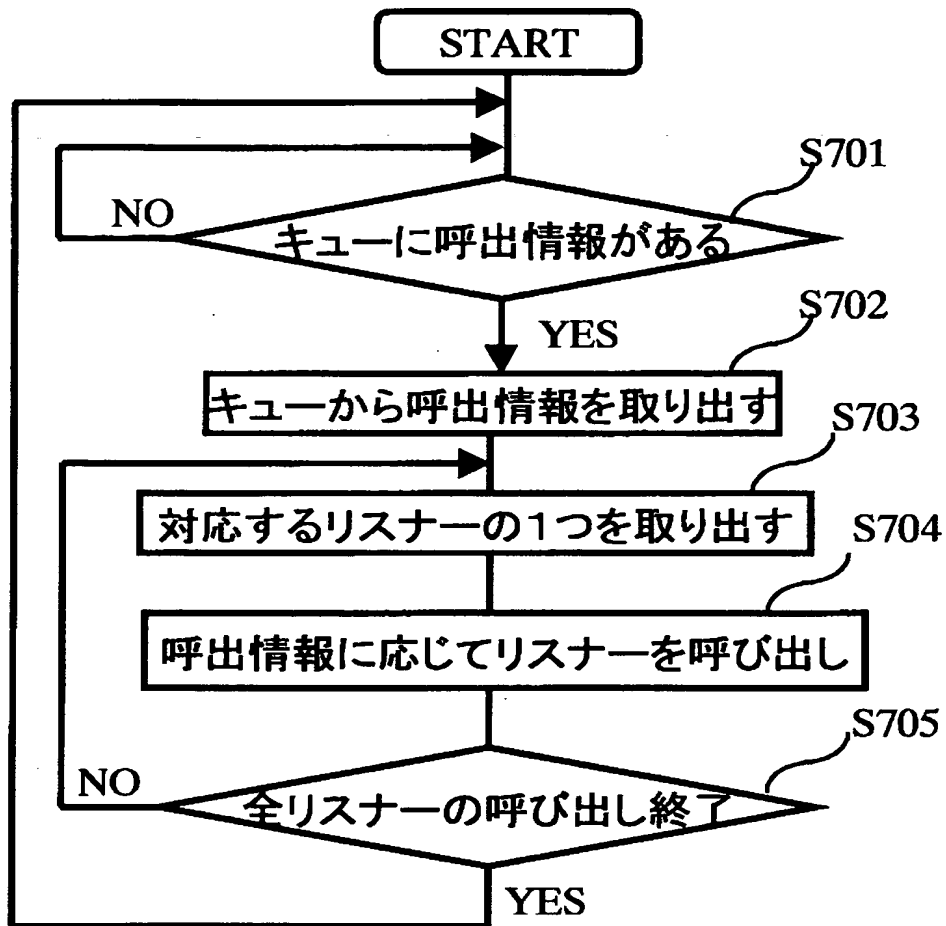 START
S701
NO
キューに呼出情報がある
YES
S702
キューから呼出情報を取り出す
S703
対応するリスナーの1つを取り出す
S704
呼出情報に応じてリスナーを呼び出し
S705
NO
全リスナーの呼び出し終了
YES